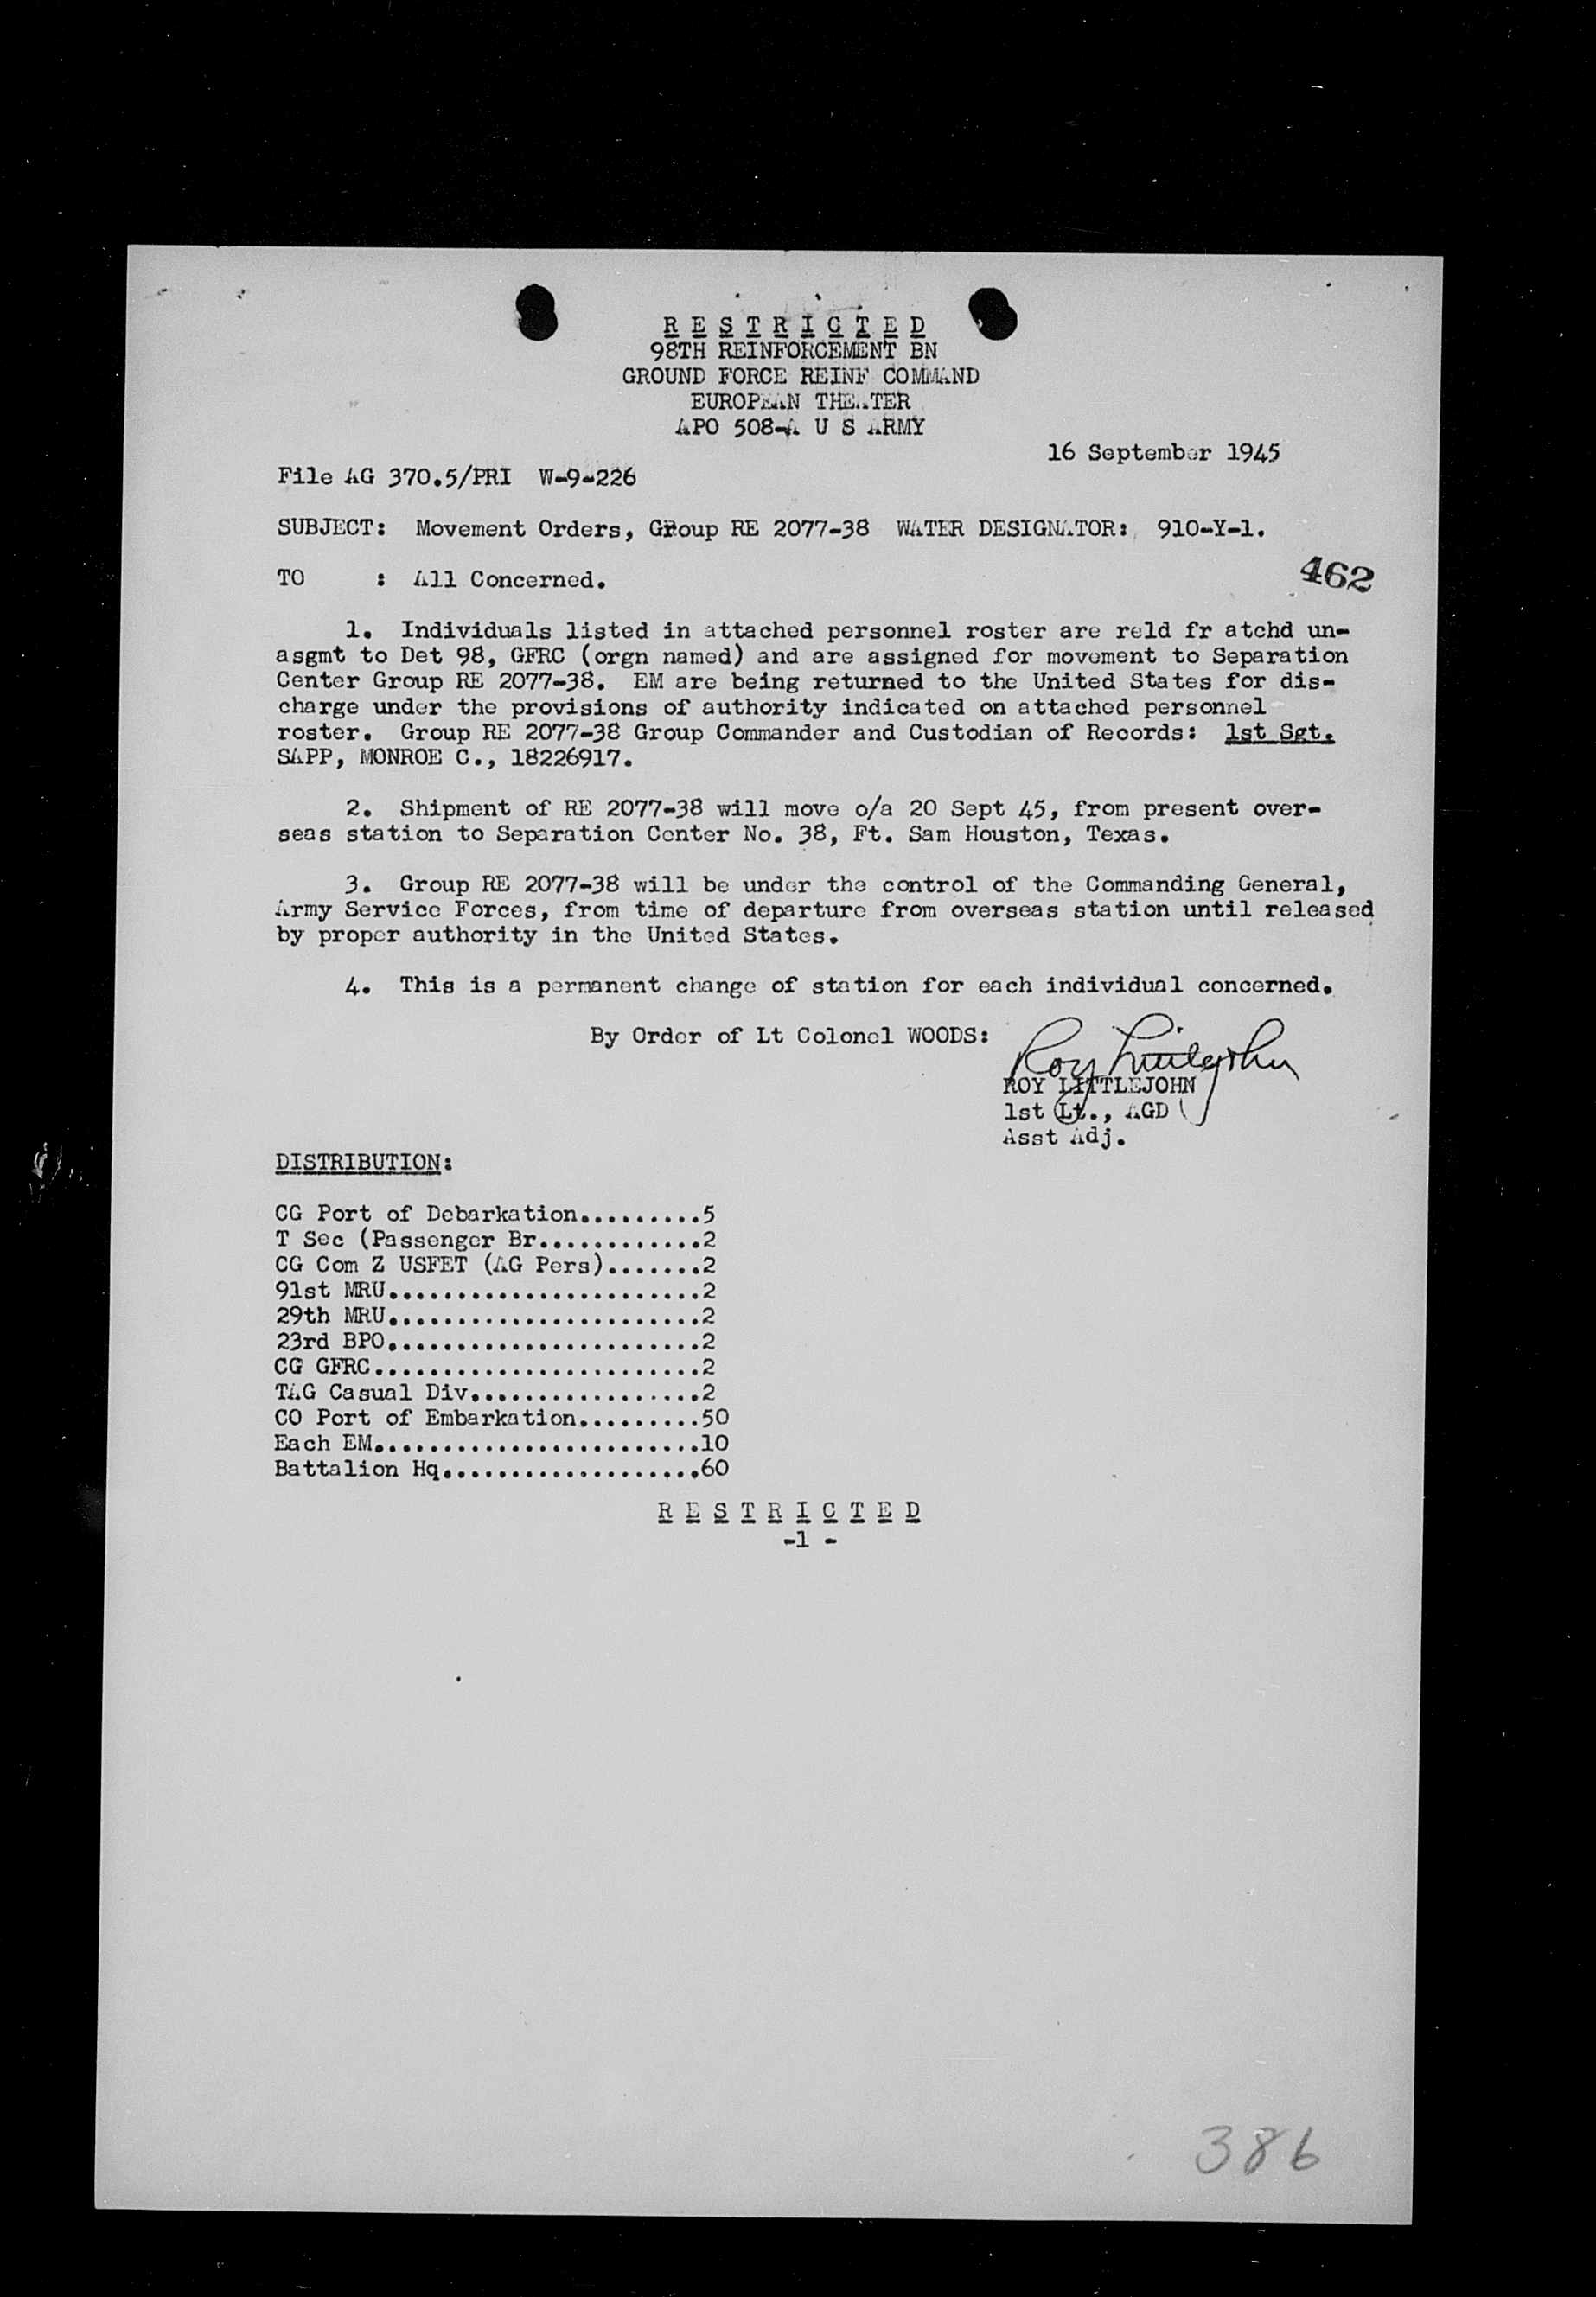 R E S T R I C T E D
98TH REINFORCEMENT BN
GROUND FORCE REINF COMMAND
EUROPEAN THEATER
APO 508-A U S ARMY
16 September 1945
File AG 370.5/PRI W-9-226
SUBJECT: Movement Orders, Group RE 2077-38 WATER DESIGNATOR: 910-Y-1.
462
TO : All Concerned.
1. Individuals listed in attached personnel roster are reld fr atchd un-
asgmt to Det 98, GFRC (orgn named) and are assigned for movement to Separation
Center Group RE 2077-38. EM are being returned to the United States for dis-
charge under the provisions of authority indicated on attached personnel
roster. Group RE 2077-38 Group Commander and Custodian of Records: 1st Sgt.
SAPP, MONROE C., 18226917.
2. Shipment of RE 2077-38 will move o/a 20 Sept 45, from present over-
seas station to Separation Center No. 38, Ft. Sam Houston, Texas.
3. Group RE 2077-38 will be under the control of the Commanding General,
Army Service Forces, from time of departure from overseas station until released
by proper authority in the United States.
4. This is a permanent change of station for each individual concerned.
By Order of Lt Colonel WOODS:
Roy Littlejohn
ROY LITTLEJOHN
1st Lt., AGD
Asst Adj.
DISTRIBUTION:
CG Port of Debarkation.........5
T Sec (Passenger Br............2
CG Com Z USFET (AG Pers).......2
91st MRU.......................2
29th MRU.......................2
23rd BPO.......................2
CG GFRC........................2
TAG Casual Div.................2
CO Port of Embarkation.........50
Each EM........................10
Battalion Hq...................60
R E S T R I C T E D
-1 -
386